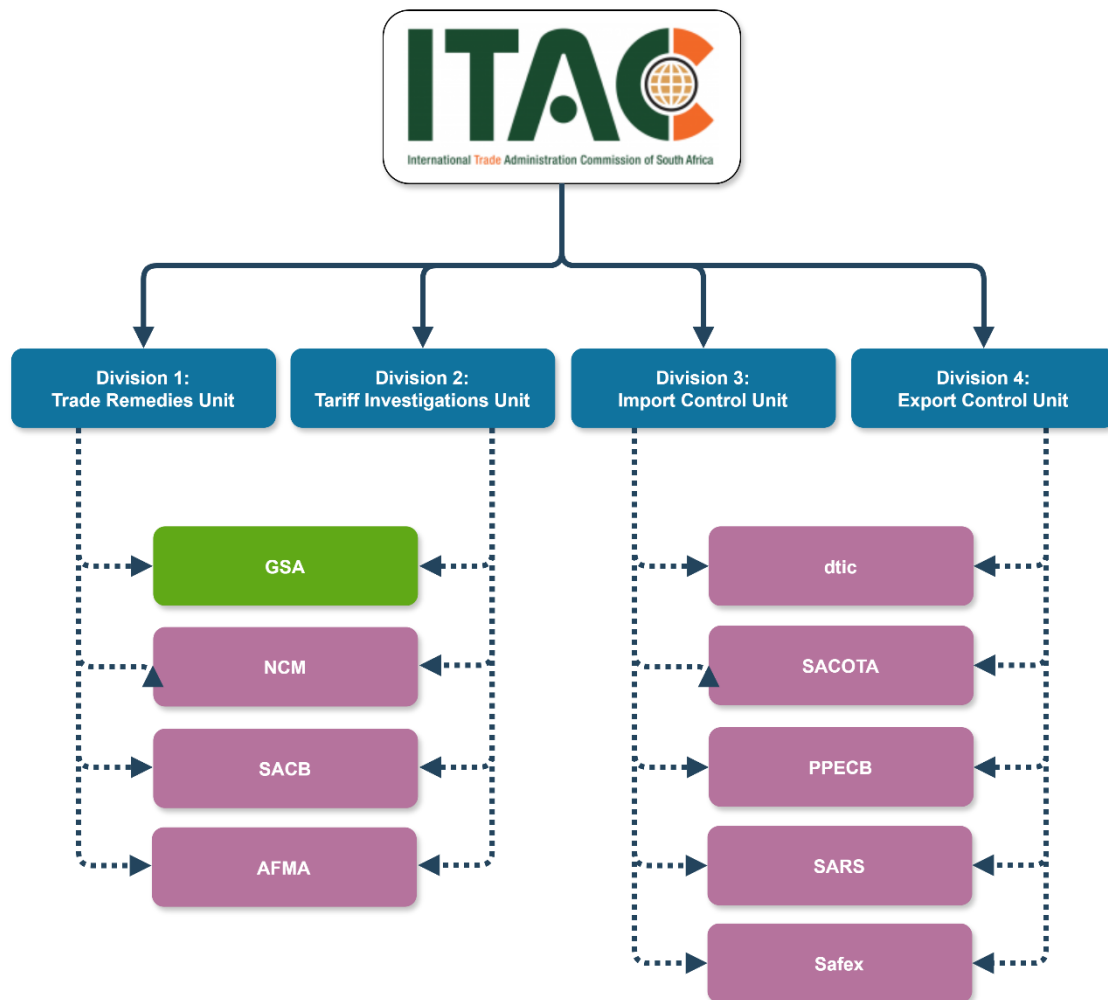 ITAC
International Trade Administration Commission of South Africa
Division 1:
Trade Remedies Unit
Division 2:
Tariff Investigations Unit
Division 3:
Import Control Unit
Division 4:
Export Control Unit
GSA
NCM
SACB
AFMA
dtic
SACOTA
PPECB
SARS
Safex